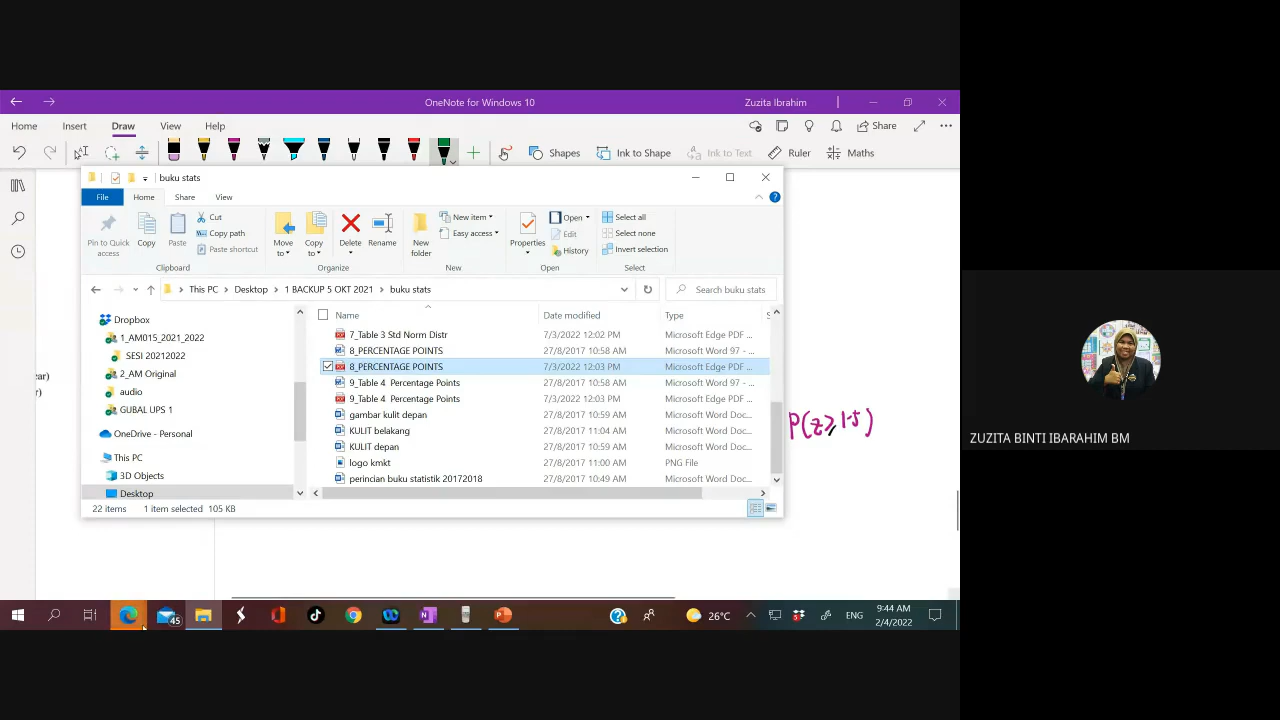 OneNote for Windows 10
Zuzita Ibrahim
Home Insert Draw View Help
Share
Shapes Ink to Shape Ink to Text Ruler Maths
buku stats
File Home Share View
Pin to Quick access
Copy
Paste
Cut
Copy path
Paste shortcut
Clipboard
Move to
Copy to
Delete
Rename
Organize
New folder
New item
Easy access
New
Properties
Open
Edit
History
Open
Select all
Select none
Invert selection
Select
This PC > Desktop > 1 BACKUP 5 OKT 2021 > buku stats
Search buku stats
Dropbox
1_AM015_2021_2022
SESI 20212022
2_AM Original
audio
GUBAL UPS 1
OneDrive - Personal
This PC
3D Objects
Desktop
Name Date modified Type S
7_Table 3 Std Norm Distr 7/3/2022 12:02 PM Microsoft Edge PDF ...
8_PERCENTAGE POINTS 27/8/2017 10:58 AM Microsoft Word 97 - ...
8_PERCENTAGE POINTS 7/3/2022 12:03 PM Microsoft Edge PDF ...
9_Table 4 Percentage Points 27/8/2017 10:58 AM Microsoft Word 97 - ...
9_Table 4 Percentage Points 7/3/2022 12:03 PM Microsoft Edge PDF ...
gambar kulit depan 27/8/2017 10:59 AM Microsoft Word Doc...
KULIT belakang 27/8/2017 11:04 AM Microsoft Word Doc...
KULIT depan 27/8/2017 10:59 AM Microsoft Word Doc...
logo kmkt 27/8/2017 11:00 AM PNG File
perincian buku statistik 20172018 27/8/2017 10:49 AM Microsoft Word Doc...
22 items 1 item selected 105 KB
ear)
r)
P(z≥1.5)
ZUZITA BINTI IBARAHIM BM
45
26°C
ENG
9:44 AM
2/4/2022